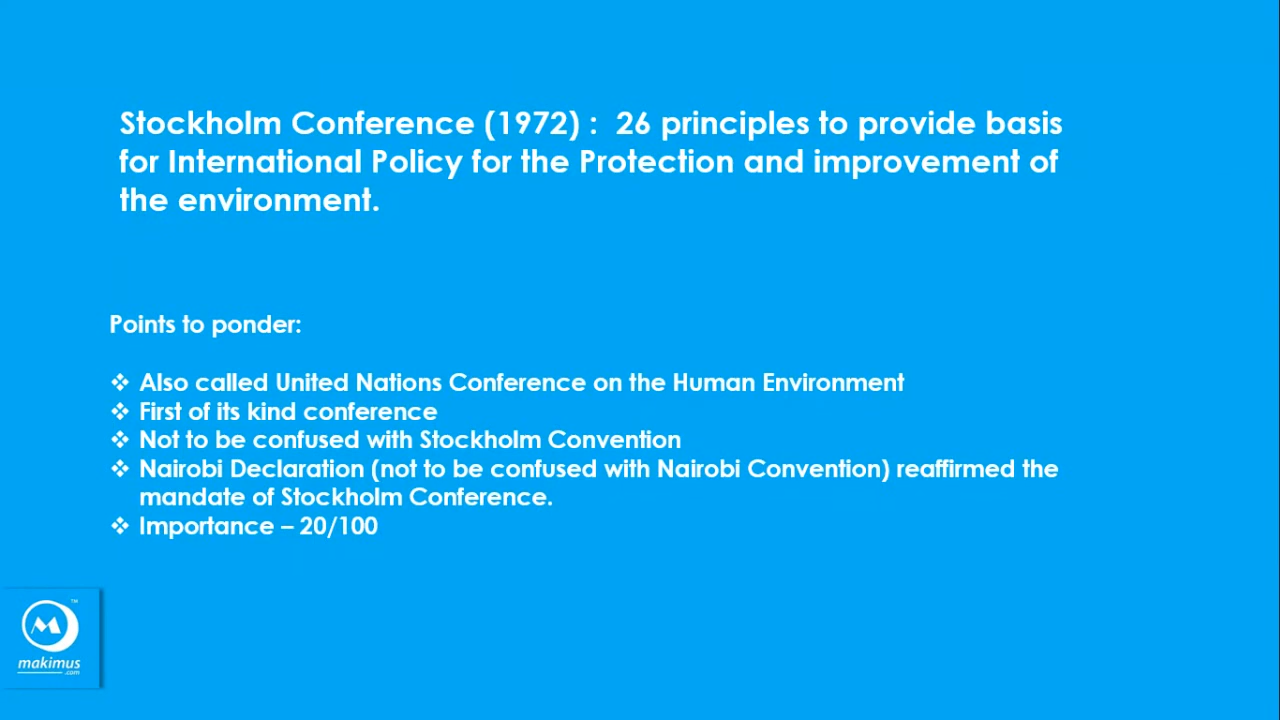 Stockholm Conference (1972) :  26 principles to provide basis
for International Policy for the Protection and improvement of
the environment.
Points to ponder:
❖ Also called United Nations Conference on the Human Environment
❖ First of its kind conference
❖ Not to be confused with Stockholm Convention
❖ Nairobi Declaration (not to be confused with Nairobi Convention) reaffirmed the
mandate of Stockholm Conference.
❖ Importance – 20/100
TM
M
makimus
.com